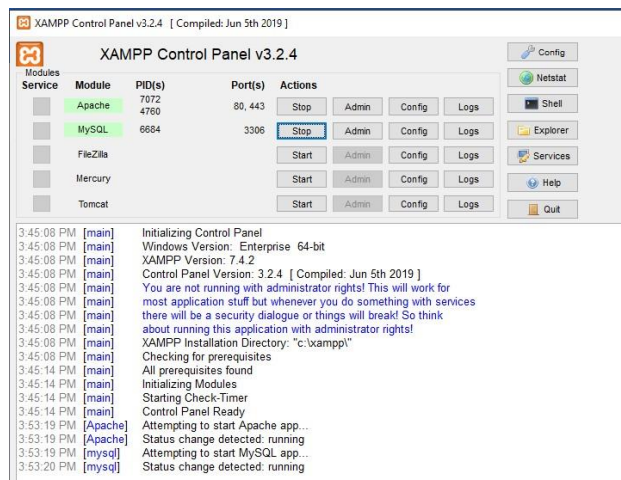 XAMPP Control Panel v3.2.4 [ Compiled: Jun 5th 2019 ]
XAMPP Control Panel v3.2.4
Config
Modules
Service Module PID(s) Port(s) Actions
Netstat
Apache 7072 4760 80, 443 Stop Admin Config Logs
Shell
MySQL 6684 3306 Stop Admin Config Logs
Explorer
FileZilla Start Admin Config Logs
Services
Mercury Start Admin Config Logs
Help
Tomcat Start Admin Config Logs
Quit
3:45:08 PM [main] Initializing Control Panel
3:45:08 PM [main] Windows Version: Enterprise 64-bit
3:45:08 PM [main] XAMPP Version: 7.4.2
3:45:08 PM [main] Control Panel Version: 3.2.4 [ Compiled: Jun 5th 2019 ]
3:45:08 PM [main] You are not running with administrator rights! This will work for
3:45:08 PM [main] most application stuff but whenever you do something with services
3:45:08 PM [main] there will be a security dialogue or things will break! So think
3:45:08 PM [main] about running this application with administrator rights!
3:45:08 PM [main] XAMPP Installation Directory: "c:\xampp\"
3:45:08 PM [main] Checking for prerequisites
3:45:14 PM [main] All prerequisites found
3:45:14 PM [main] Initializing Modules
3:45:14 PM [main] Starting Check-Timer
3:45:14 PM [main] Control Panel Ready
3:53:19 PM [Apache] Attempting to start Apache app...
3:53:19 PM [Apache] Status change detected: running
3:53:19 PM [mysql] Attempting to start MySQL app...
3:53:20 PM [mysql] Status change detected: running